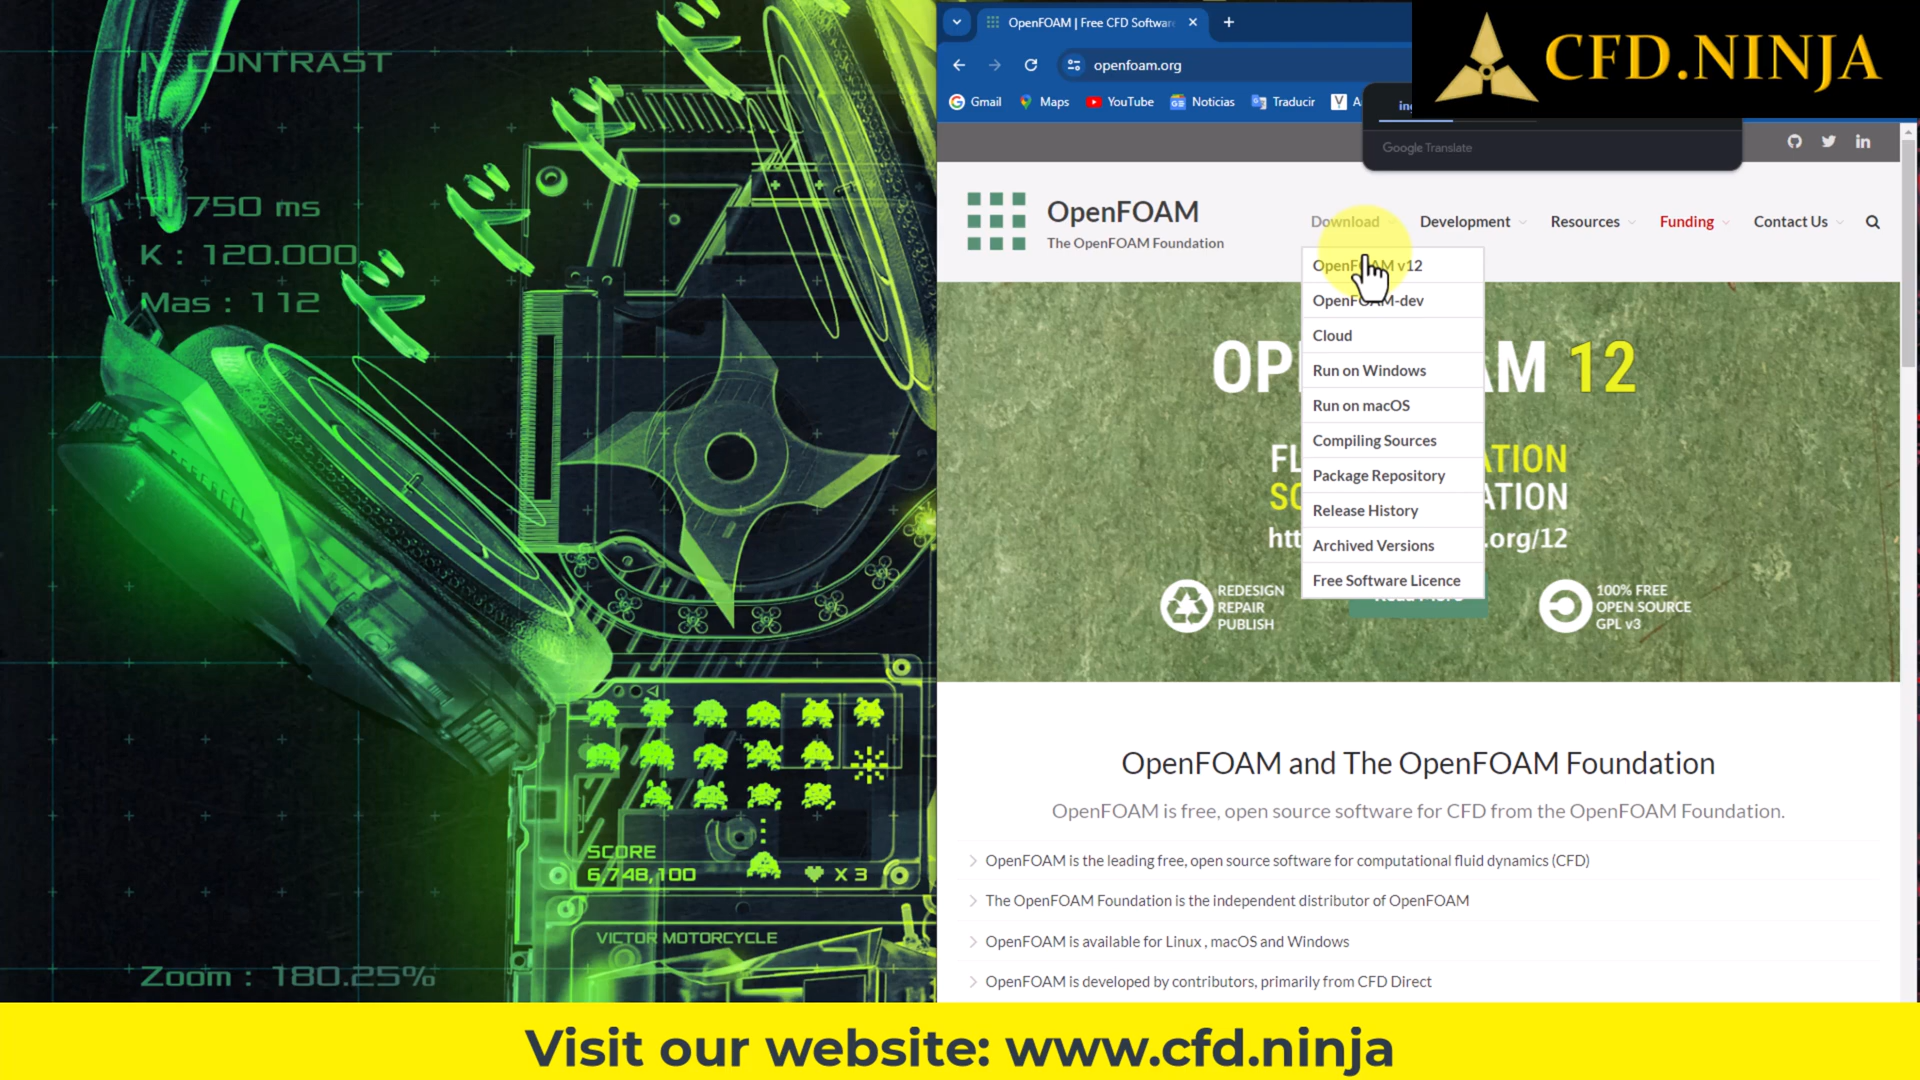 IV CONTRAST
750 ms
K : 120.000
Mas : 112
SCORE
6,748,100
X 3
VICTOR MOTORCYCLE
Zoom : 180.25%
OpenFOAM | Free CFD Softwar
CFD.NINJA
openfoam.org
Gmail
Maps
YouTube
Noticias
Traducir
Google Translate
OpenFOAM
The OpenFOAM Foundation
Download
Development
Resources
Funding
Contact Us
OpenFOAM v12
OpenFOAM-dev
Cloud
Run on Windows
Run on macOS
Compiling Sources
Package Repository
Release History
Archived Versions
Free Software Licence
12
.org/12
REDESIGN
REPAIR
PUBLISH
100% FREE
OPEN SOURCE
GPL v3
OpenFOAM and The OpenFOAM Foundation
OpenFOAM is free, open source software for CFD from the OpenFOAM Foundation.
OpenFOAM is the leading free, open source software for computational fluid dynamics (CFD)
The OpenFOAM Foundation is the independent distributor of OpenFOAM
OpenFOAM is available for Linux , macOS and Windows
OpenFOAM is developed by contributors, primarily from CFD Direct
Visit our website: www.cfd.ninja